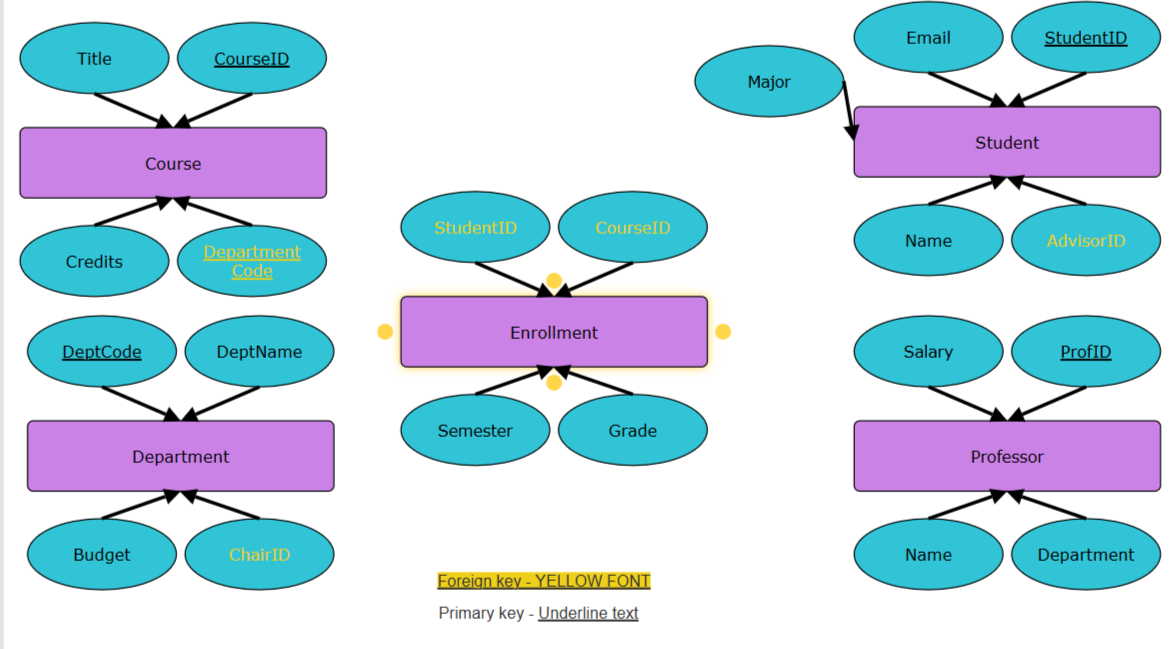 Title
CourseID
Course
Credits
Department
Code
DeptCode
DeptName
Department
Budget
ChairID
StudentID
CourseID
Enrollment
Semester
Grade
Foreign key - YELLOW FONT
Primary key - Underline text
Major
Email
StudentID
Student
Name
AdvisorID
Salary
ProfID
Professor
Name
Department